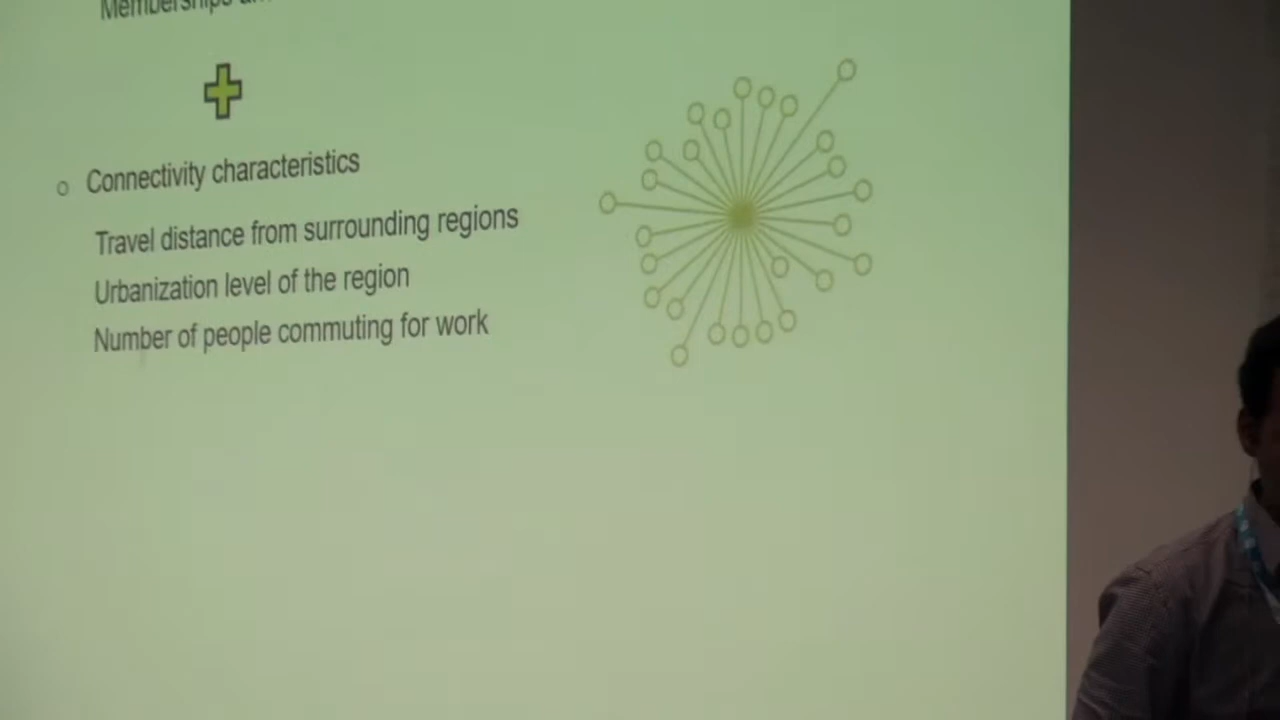 Memberships
Connectivity characteristics
Travel distance from surrounding regions
Urbanization level of the region
Number of people commuting for work